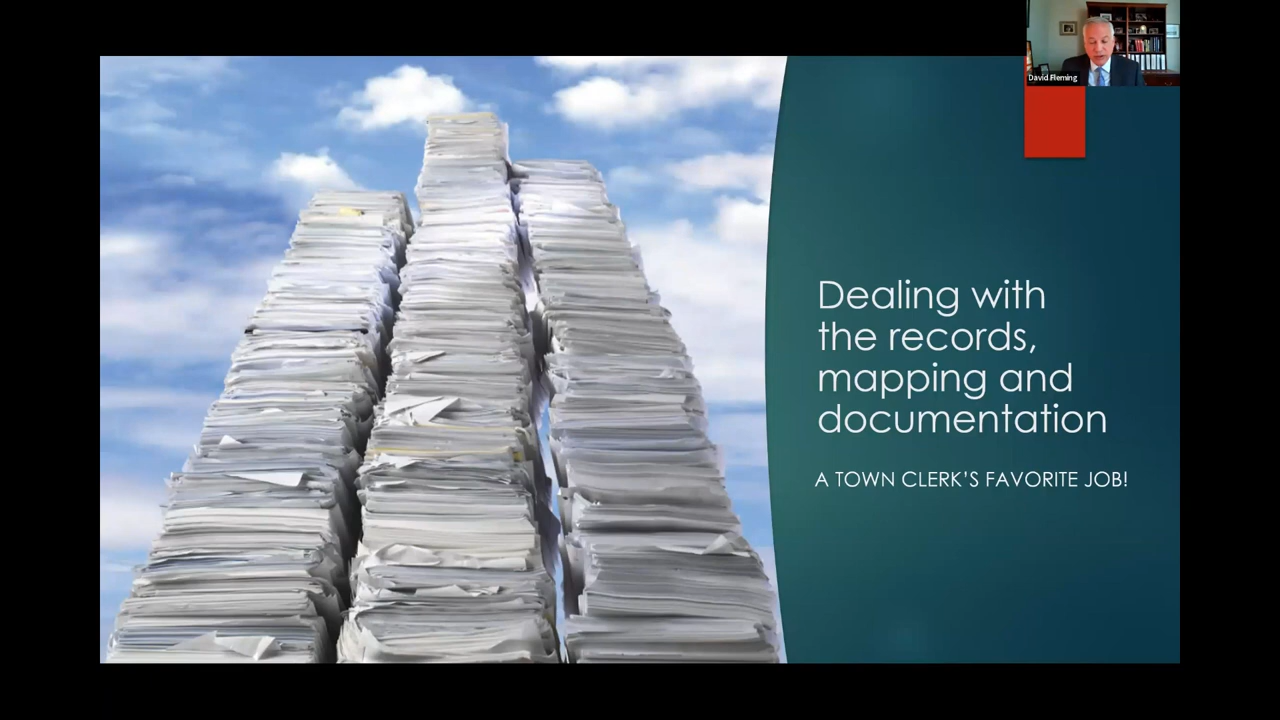 David Fleming
Dealing with
the records,
mapping and
documentation
A TOWN CLERK'S FAVORITE JOB!